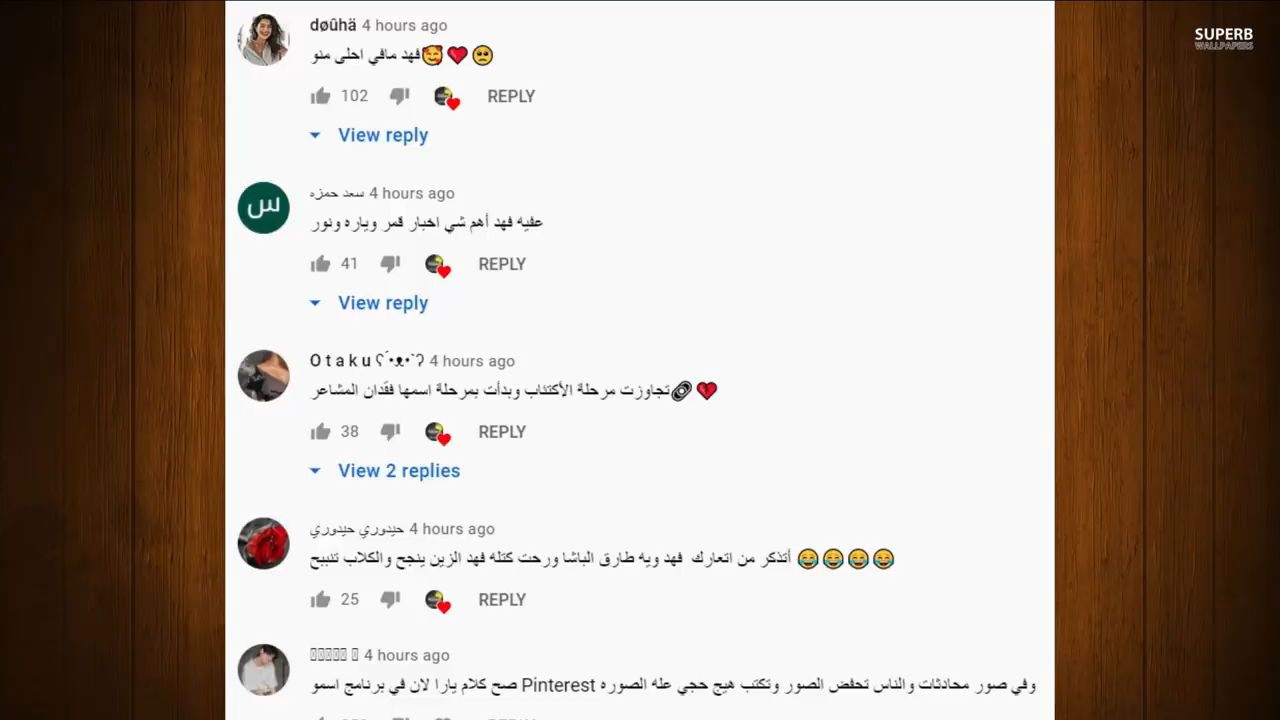 SUPERB
WALLPAPERS
døûhä 4 hours ago
فهد مافي احلى منو🥰❤️🥺
102 REPLY
View reply
س
سعد حمزه 4 hours ago
عفيه فهد أهم شي اخبار قمر وياره ونور
41 REPLY
View reply
O t a k u ʕ´•ᴥ•`ʔ 4 hours ago
تجاوزت مرحلة الأكتئاب وبدأت بمرحلة اسمها فقدان المشاعر💔
38 REPLY
View 2 replies
حيدوري حيدوري 4 hours ago
أتذكر من اتعارك فهد ويه طارق الباشا ورحت كتله فهد الزين ينجح والكلاب تنبيح 😂😂😂😂
25 REPLY
4 hours ago
صح كلام يارا لان في برنامج اسمو Pinterest وفي صور محادثات والناس تحفض الصور وتكتب هيج حجي عله الصوره